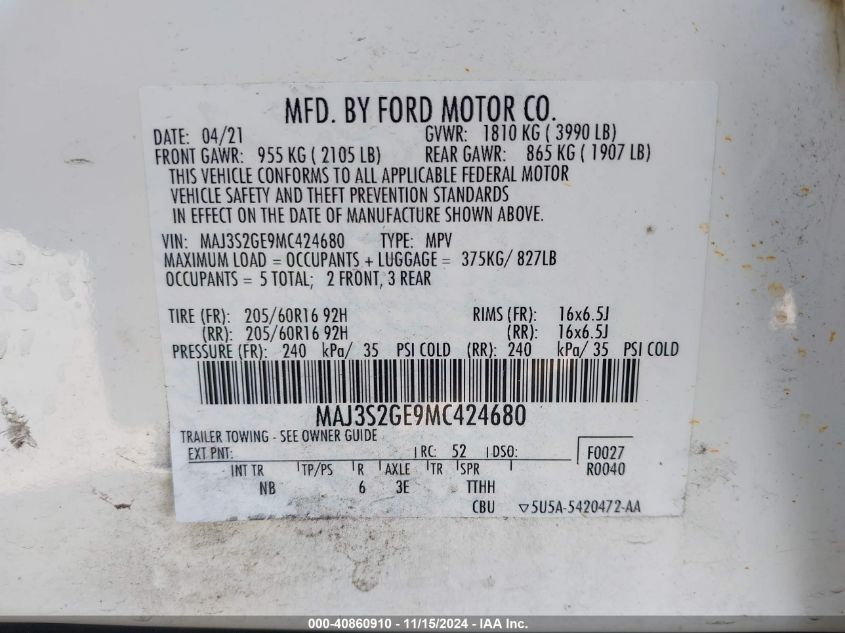 MFD. BY FORD MOTOR CO.
DATE: 04/21 GVWR: 1810 KG ( 3990 LB)
FRONT GAWR: 955 KG ( 2105 LB) REAR GAWR: 865 KG ( 1907 LB)
THIS VEHICLE CONFORMS TO ALL APPLICABLE FEDERAL MOTOR
VEHICLE SAFETY AND THEFT PREVENTION STANDARDS
IN EFFECT ON THE DATE OF MANUFACTURE SHOWN ABOVE.
VIN: MAJ3S2GE9MC424680 TYPE: MPV
MAXIMUM LOAD = OCCUPANTS + LUGGAGE = 375KG/ 827LB
OCCUPANTS = 5 TOTAL; 2 FRONT, 3 REAR
TIRE (FR): 205/60R16 92H RIMS (FR): 16x6.5J
(RR): 205/60R16 92H (RR): 16x6.5J
PRESSURE (FR): 240 kPa/ 35 PSI COLD (RR): 240 kPa/ 35 PSI COLD
MAJ3S2GE9MC424680
TRAILER TOWING - SEE OWNER GUIDE
EXT PNT: RC: 52 DSO: F0027
INT TR TP/PS R AXLE TR SPR R0040
NB 6 3E TTHH
CBU ▽5U5A-5420472-AA
000-40860910 - 11/15/2024 - IAA Inc.